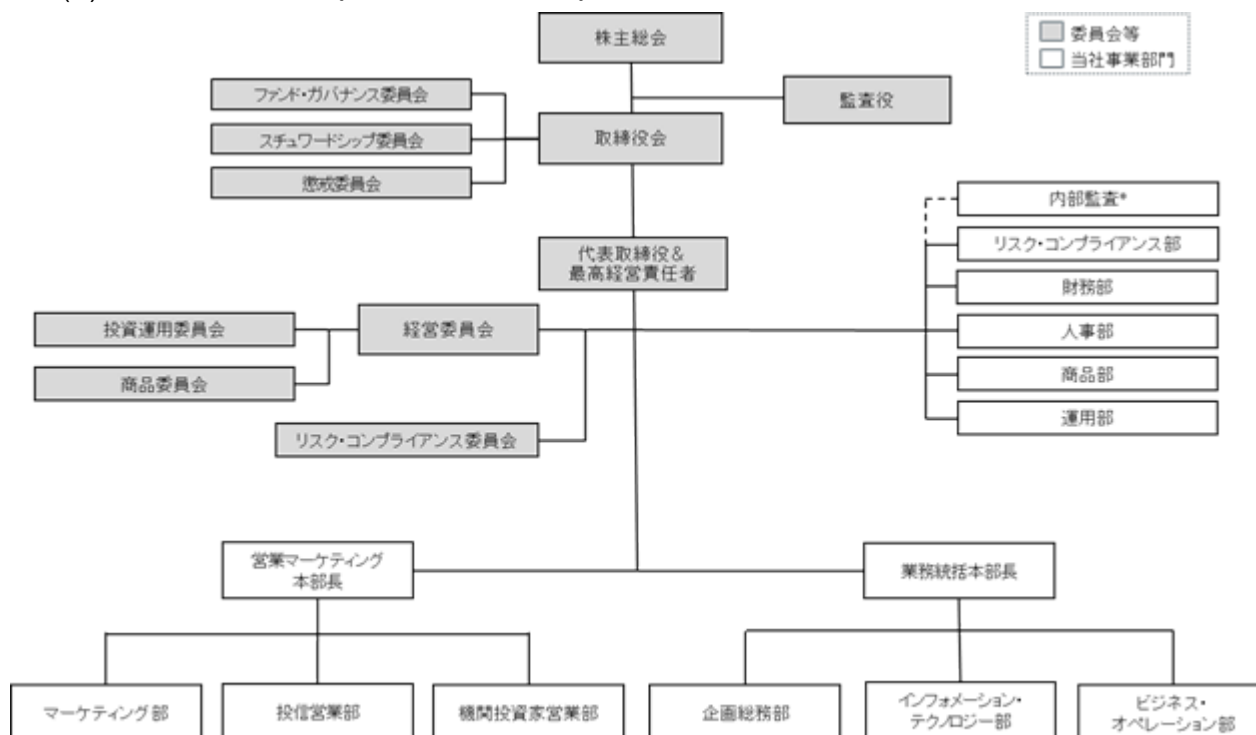 株主総会
委員会等
当社事業部門
ファンド・ガバナンス委員会
監査役
スチュワードシップ委員会
取締役会
懲戒委員会
内部監査*
リスク・コンプライアンス部
代表取締役&
最高経営責任者
財務部
投資運用委員会
経営委員会
人事部
商品委員会
商品部
運用部
リスク・コンプライアンス委員会
営業マーケティング
本部長
業務統括本部長
マーケティング部
投信営業部
機関投資家営業部
企画総務部
インフォメーション・
テクノロジー部
ビジネス・
オペレーション部